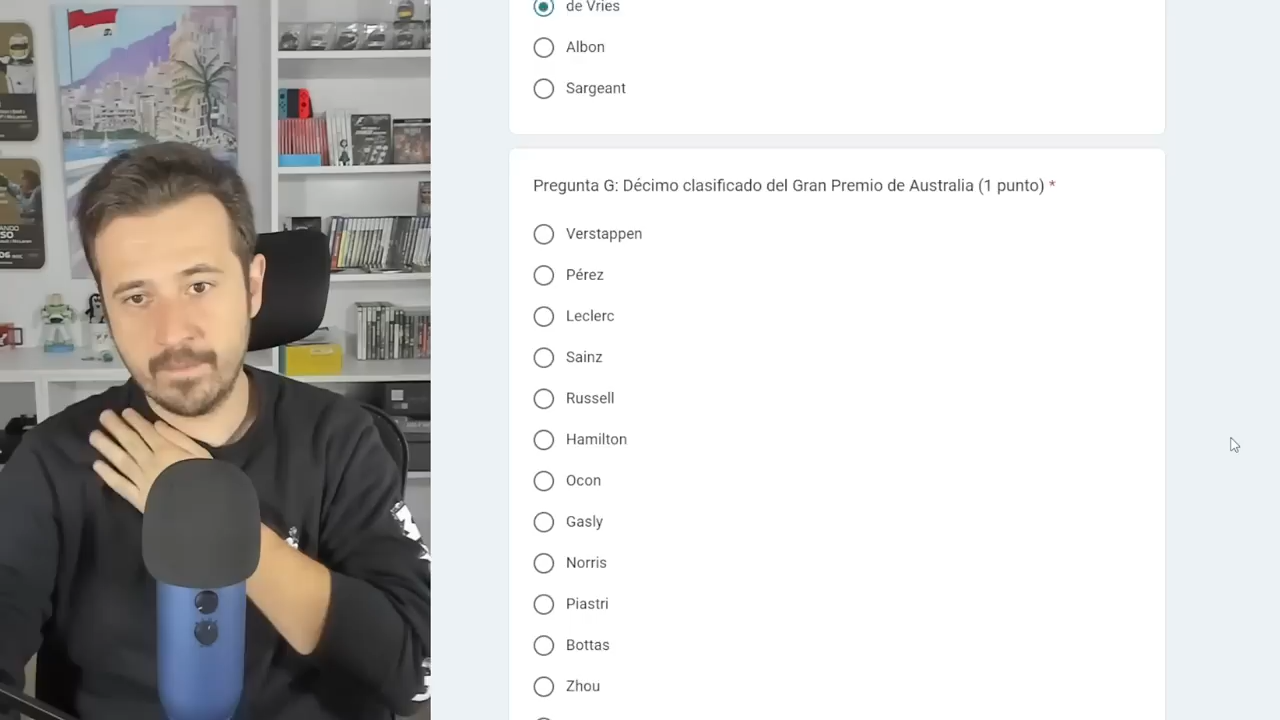 de Vries
Albon
Sargeant
Pregunta G: Décimo clasificado del Gran Premio de Australia (1 punto) *
Verstappen
Pérez
Leclerc
Sainz
Russell
Hamilton
Ocon
Gasly
Norris
Piastri
Bottas
Zhou